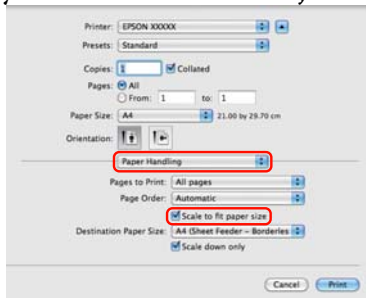 Printer: EPSON XXXXX
Presets: Standard
Copies: 1 Collated
Pages: All
From: 1 to: 1
Paper Size: A4 21.00 by 29.70 cm
Orientation:
Paper Handling
Pages to Print: All pages
Page Order: Automatic
Scale to fit paper size
Destination Paper Size: A4 (Sheet Feeder – Borderles
Scale down only
Cancel Print